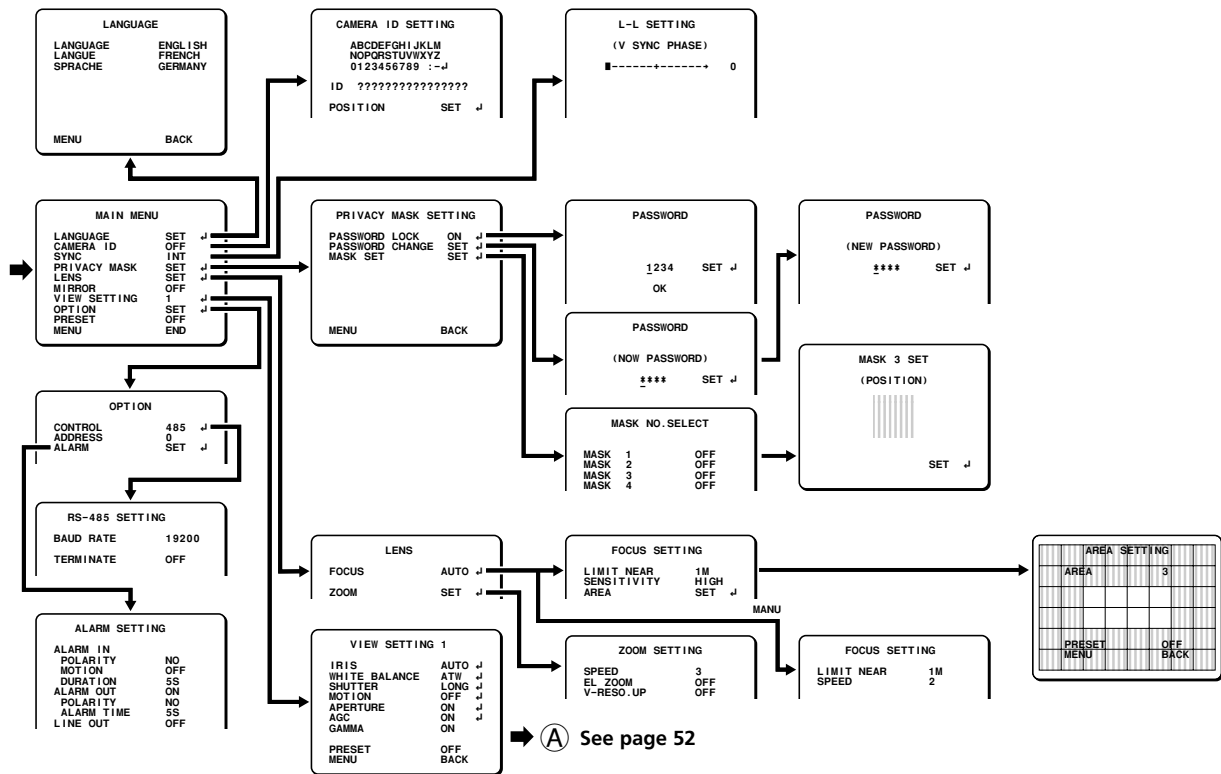 LANGUAGE
LANGUAGE ENGLISH
LANGUE FRENCH
SPRACHE GERMANY
MENU BACK
CAMERA ID SETTING
ABCDEFGHIJKLM
NOPQRSTUVWXYZ
0123456789 :-↲
ID ????????????????
POSITION SET ↲
L-L SETTING
(V SYNC PHASE)
■------+------+ 0
MAIN MENU
LANGUAGE SET ↲
CAMERA ID OFF
SYNC INT
PRIVACY MASK SET ↲
LENS SET ↲
MIRROR OFF
VIEW SETTING 1 ↲
OPTION SET ↲
PRESET OFF
MENU END
PRIVACY MASK SETTING
PASSWORD LOCK ON ↲
PASSWORD CHANGE SET ↲
MASK SET SET ↲
MENU BACK
PASSWORD
1234 SET ↲
OK
PASSWORD
(NEW PASSWORD)
**** SET ↲
PASSWORD
(NOW PASSWORD)
**** SET ↲
MASK 3 SET
(POSITION)
SET ↲
OPTION
CONTROL 485 ↲
ADDRESS 0
ALARM SET ↲
MASK NO.SELECT
MASK 1 OFF
MASK 2 OFF
MASK 3 OFF
MASK 4 OFF
RS-485 SETTING
BAUD RATE 19200
TERMINATE OFF
LENS
FOCUS AUTO ↲
ZOOM SET ↲
FOCUS SETTING
LIMIT NEAR 1M
SENSITIVITY HIGH
AREA SET ↲
MANU
AREA SETTING
AREA 3
PRESET OFF
MENU BACK
ALARM SETTING
ALARM IN
POLARITY NO
MOTION OFF
DURATION 5S
ALARM OUT ON
POLARITY NO
ALARM TIME 5S
LINE OUT OFF
VIEW SETTING 1
IRIS AUTO ↲
WHITE BALANCE ATW ↲
SHUTTER LONG ↲
MOTION OFF ↲
APERTURE ON ↲
AGC ON ↲
GAMMA ON
PRESET OFF
MENU BACK
ZOOM SETTING
SPEED 3
EL ZOOM OFF
V-RESO.UP OFF
FOCUS SETTING
LIMIT NEAR 1M
SPEED 2
Ⓐ See page 52